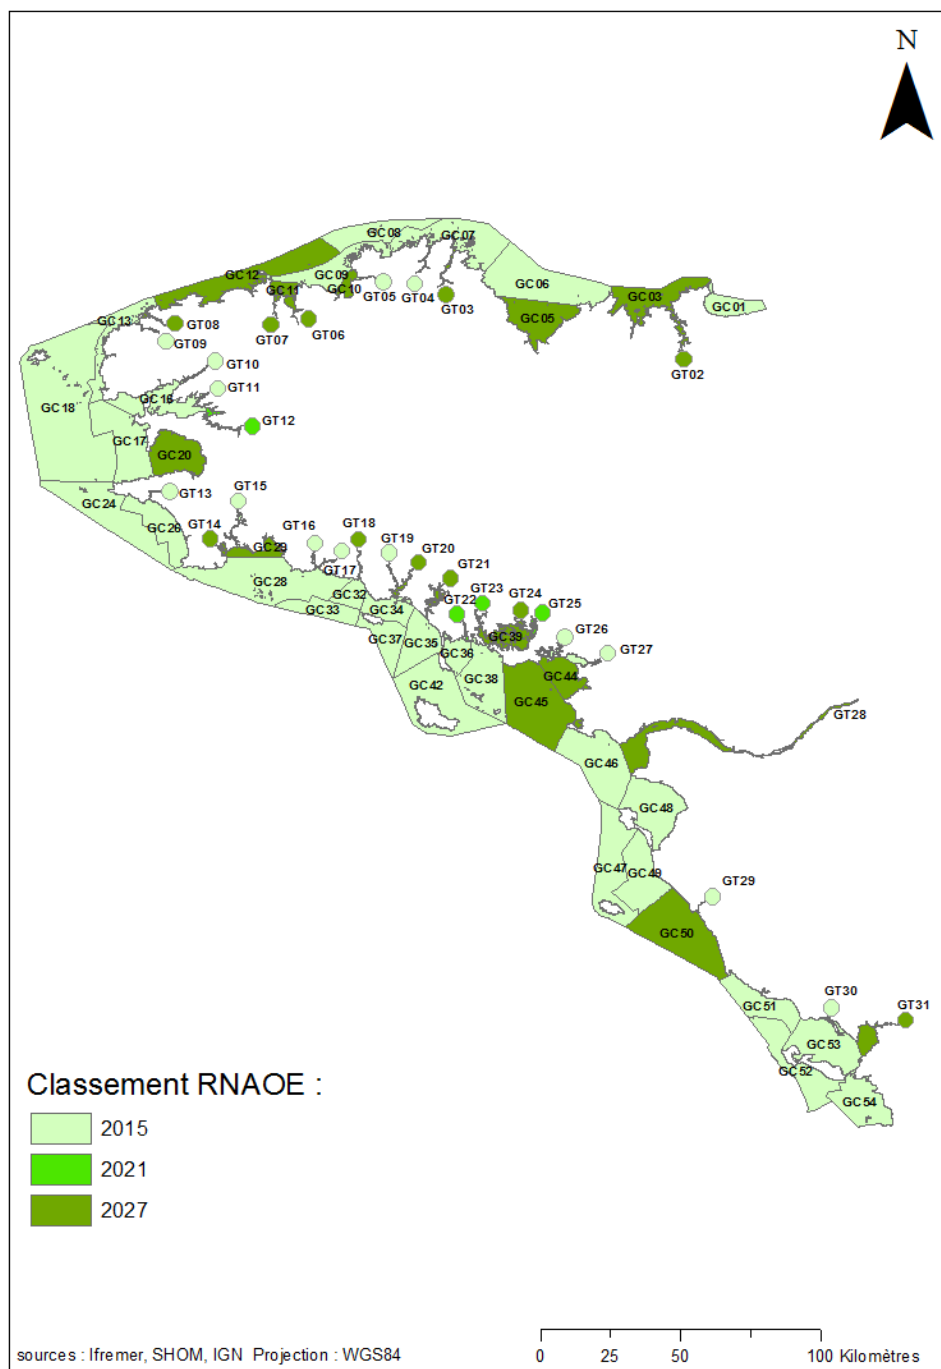 N
GC08
GC07
GC12
GC09
GC06
GC11
GC10
GT05
GT04
GC03
GC01
GT03
GC05
GC13
GT08
GT07
GT06
GT09
GT10
GT02
GC18
GC16
GT11
GT12
GC17
GC20
GT13
GT15
GC24
GC26
GT14
GT16
GT18
GT19
GC29
GT17
GT20
GT21
GC28
GC32
GC33
GC34
GT22
GT23
GT24
GT25
GC37
GC35
GC36
GC39
GT26
GT27
GC42
GC38
GC44
GC45
GT28
GC46
GC48
GC47
GC49
GT29
GC50
GT30
GT31
GC51
GC53
GC52
GC54
Classement RNAOE :
2015
2021
2027
sources : Ifremer, SHOM, IGN Projection : WGS84
0 25 50 100 Kilomètres